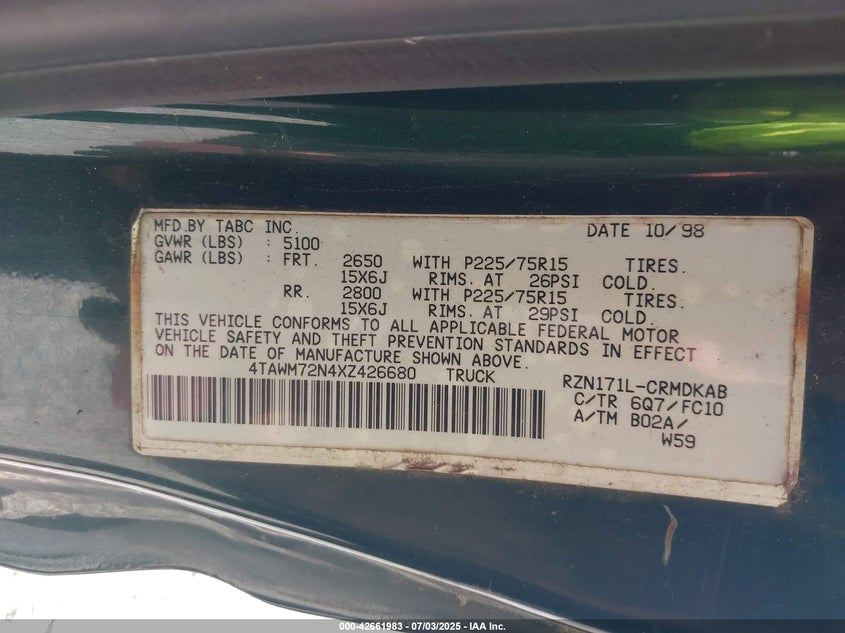 MFD.BY TABC INC. DATE 10/98
GVWR (LBS) : 5100
GAWR (LBS) : FRT. 2650 WITH P225/75R15 TIRES.
15X6J RIMS. AT 26PSI COLD.
RR. 2800 WITH P225/75R15 TIRES.
15X6J RIMS. AT 29PSI COLD.
THIS VEHICLE CONFORMS TO ALL APPLICABLE FEDERAL MOTOR
VEHICLE SAFETY AND THEFT PREVENTION STANDARDS IN EFFECT
ON THE DATE OF MANUFACTURE SHOWN ABOVE.
4TAWM72N4XZ426680 TRUCK RZN171L-CRMDKAB
C/TR 6Q7/FC10
A/TM B02A/
W59
000-42661983 - 07/03/2025 - IAA Inc.